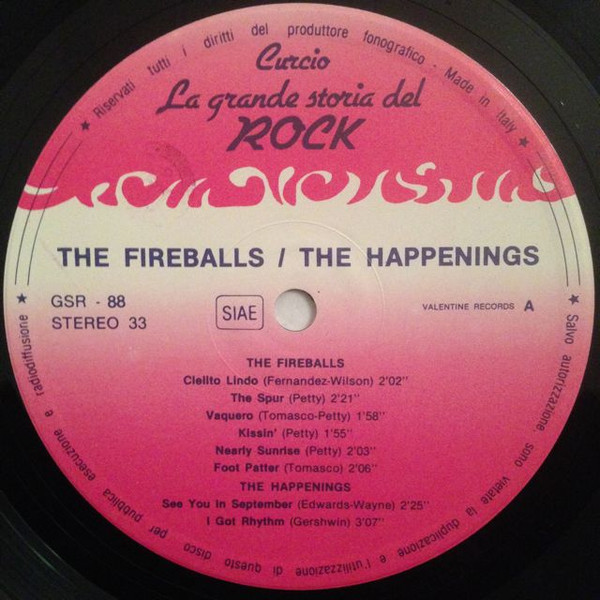 ★ Riservati tutti i diritti del produttore fonografico - Made in Italy ★
Curcio
La grande storia del
ROCK
THE FIREBALLS / THE HAPPENINGS
GSR - 88
STEREO 33
SIAE
VALENTINE RECORDS A
THE FIREBALLS
Cielito Lindo (Fernandez-Wilson) 2'02"
The Spur (Petty) 2'21"
Vaquero (Tomasco-Petty) 1'58"
Kissin' (Petty) 1'55"
Nearly Sunrise (Petty) 2'03"
Foot Patter (Tomasco) 2'06"
THE HAPPENINGS
See You in September (Edwards-Wayne) 2'25"
I Got Rhythm (Gershwin) 3'07"
★ Salvo autorizzazione sono vietate la duplicazione e l'utilizzazione di questo disco per pubblica esecuzione e radiodiffusione ★